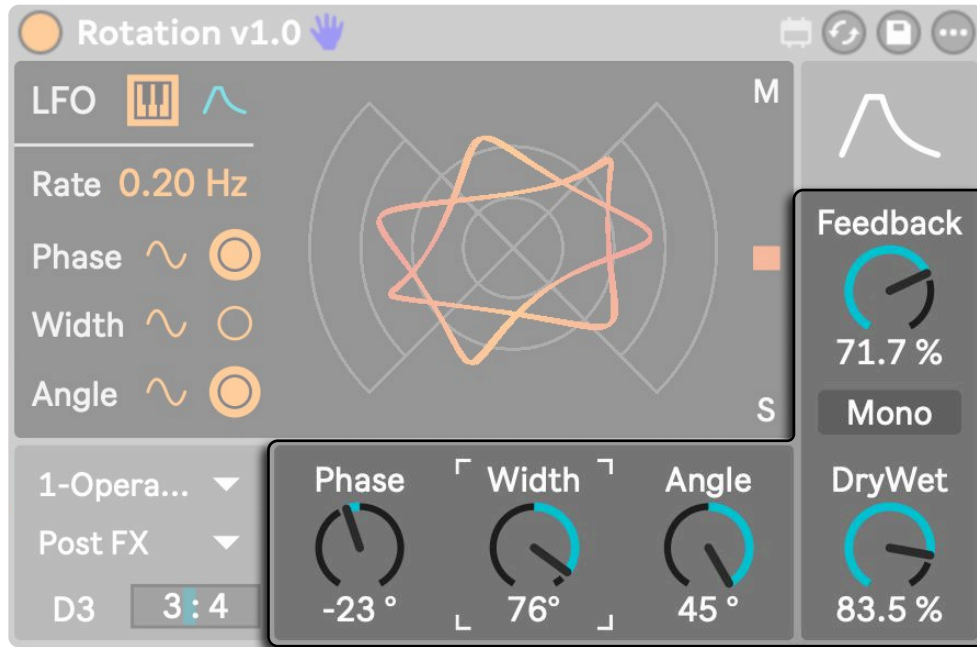 Rotation v1.0
LFO
Rate 0.20 Hz
Phase
Width
Angle
M
S
Feedback
71.7 %
Mono
DryWet
83.5 %
1-Opera...
Post FX
D3 3 : 4
Phase Width Angle
-23 ° 76° 45 °